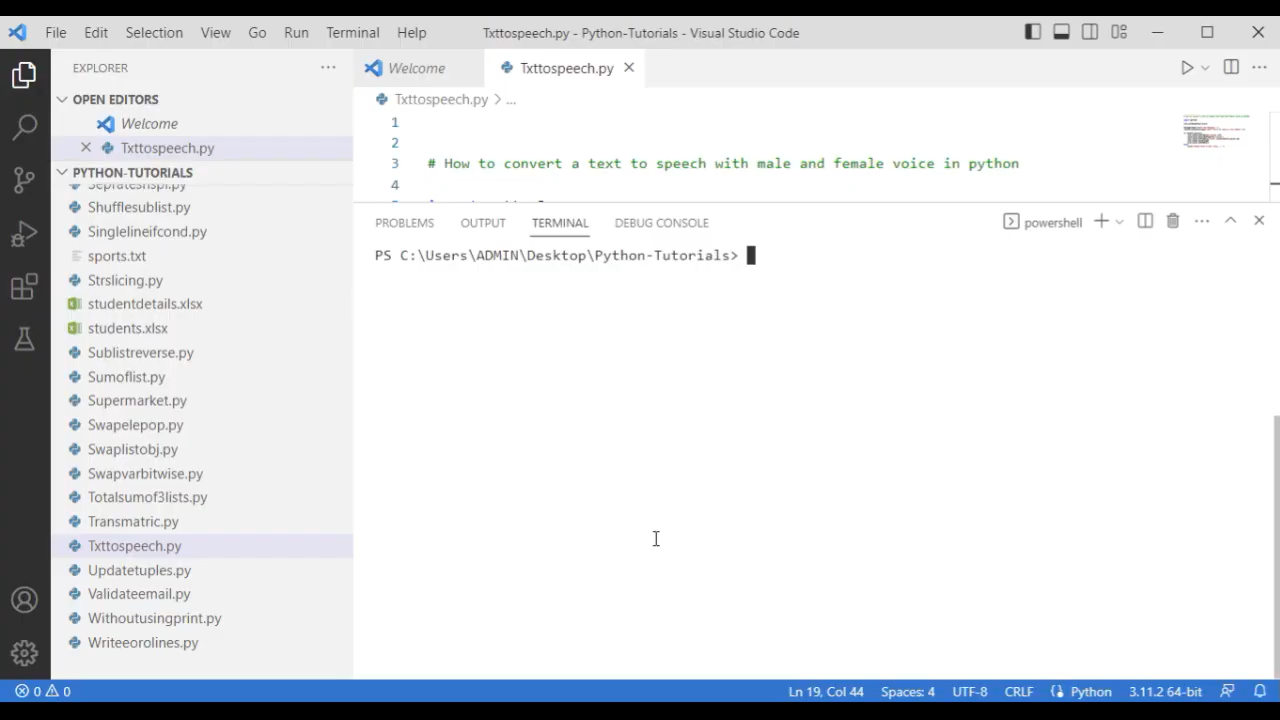 File Edit Selection View Go Run Terminal Help Txttospeech.py - Python-Tutorials - Visual Studio Code
EXPLORER
OPEN EDITORS
Welcome
Txttospeech.py
PYTHON-TUTORIALS
Sepratesnspl.py
Shufflesublist.py
Singlelineifcond.py
sports.txt
Strslicing.py
studentdetails.xlsx
students.xlsx
Sublistreverse.py
Sumoflist.py
Supermarket.py
Swapelepop.py
Swaplistobj.py
Swapvarbitwise.py
Totalsumof3lists.py
Transmatric.py
Txttospeech.py
Updatetuples.py
Validateemail.py
Withoutusingprint.py
Writeeorolines.py
Welcome Txttospeech.py
Txttospeech.py > ...
1
2
3 # How to convert a text to speech with male and female voice in python
4
PROBLEMS OUTPUT TERMINAL DEBUG CONSOLE powershell
PS C:\Users\ADMIN\Desktop\Python-Tutorials>
0 0 Ln 19, Col 44 Spaces: 4 UTF-8 CRLF Python 3.11.2 64-bit